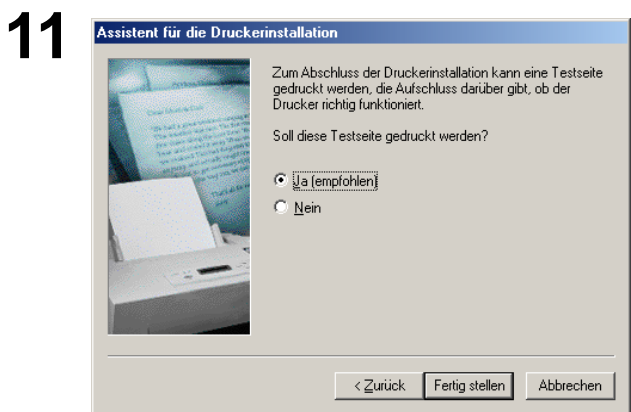 11
Assistent für die Druckerinstallation
Zum Abschluss der Druckerinstallation kann eine Testseite
gedruckt werden, die Aufschluss darüber gibt, ob der
Drucker richtig funktioniert.
Soll diese Testseite gedruckt werden?
Ja (empfohlen)
Nein
< Zurück
Fertig stellen
Abbrechen